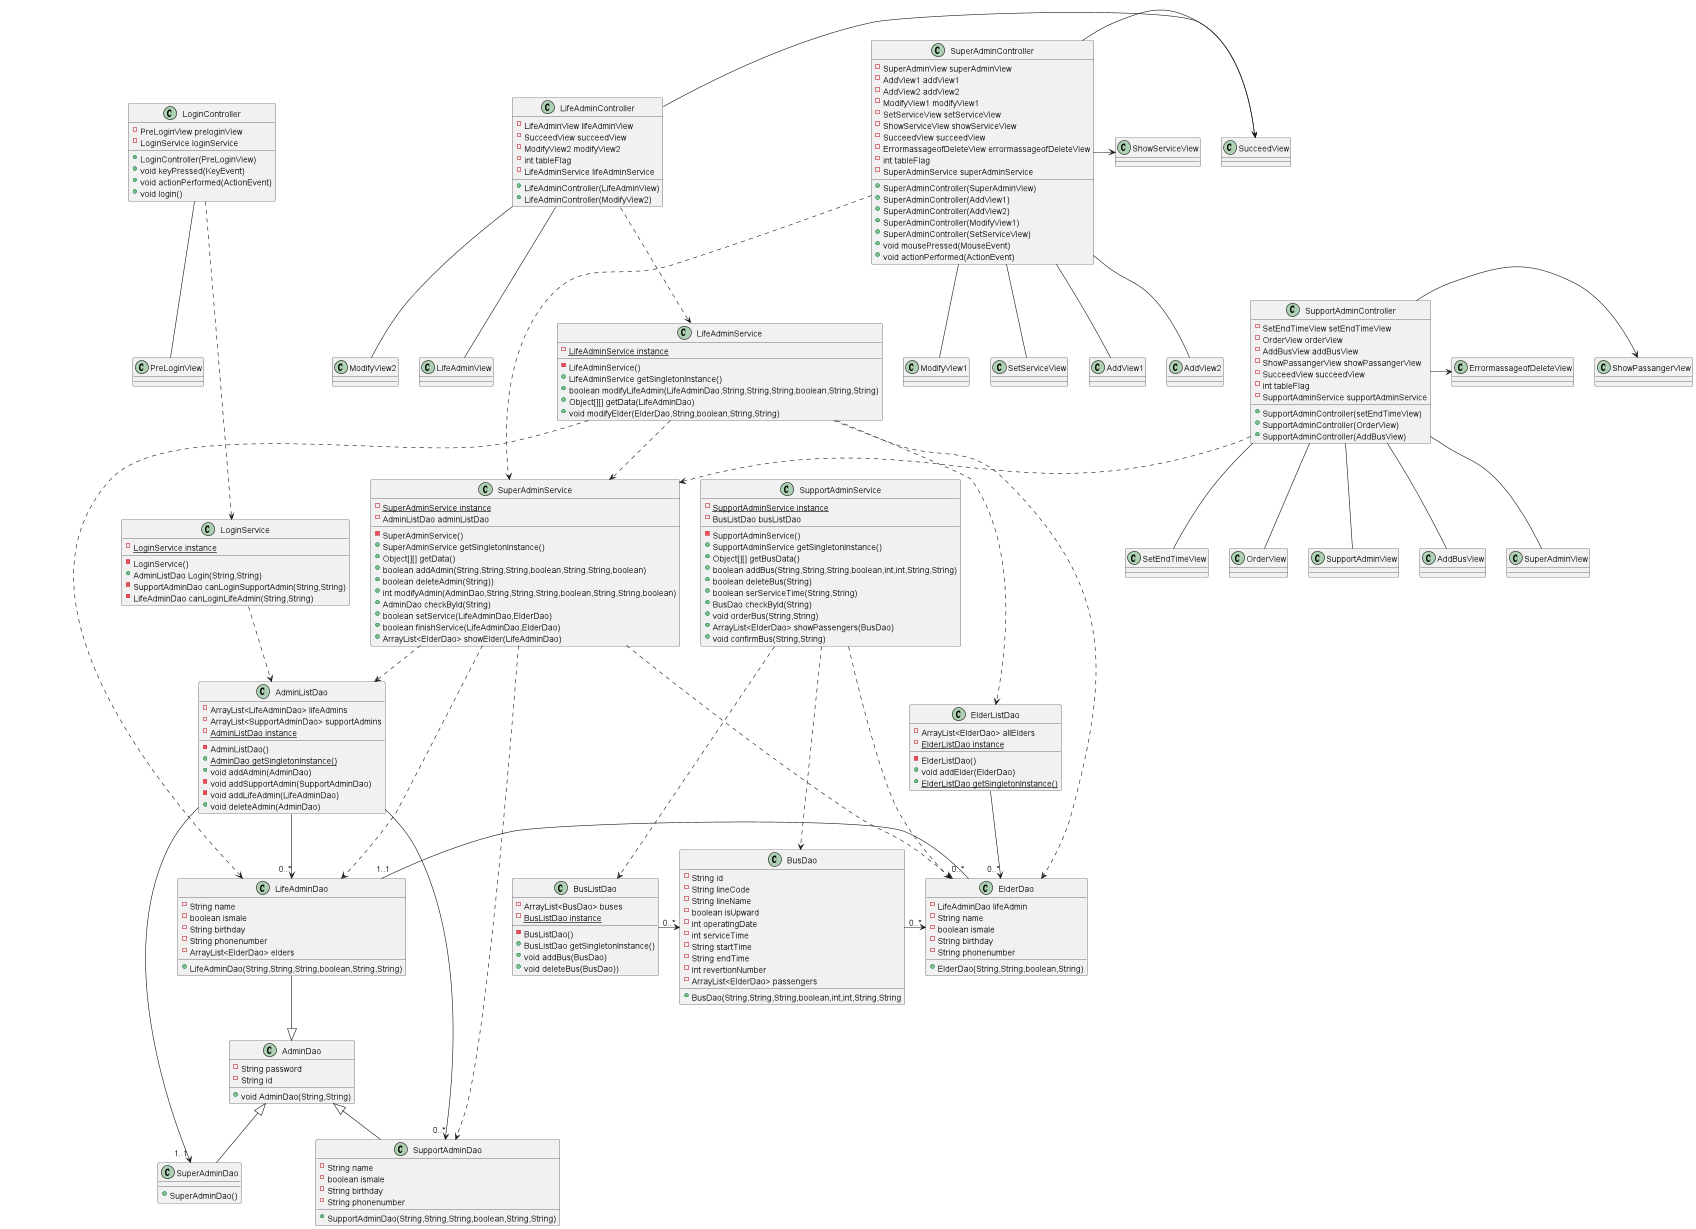 SuperAdminController
SuperAdminView superAdminView
AddView1 addView1
AddView2 addView2
ModifyView1 modifyView1
SetServiceView setServiceView
ShowServiceView showServiceView
SucceedView succeedView
ErrormassageofDeleteView errormassageofDeleteView
int tableFlag
SuperAdminService superAdminService
SuperAdminController(SuperAdminView)
SuperAdminController(AddView1)
SuperAdminController(AddView2)
SuperAdminController(ModifyView1)
SuperAdminController(SetServiceView)
void mousePressed(MouseEvent)
void actionPerformed(ActionEvent)
LoginController
PreLoginView preloginView
LoginService loginService
LoginController(PreLoginView)
void keyPressed(KeyEvent)
void actionPerformed(ActionEvent)
void login()
LifeAdminController
LifeAdminView lifeAdminView
SucceedView succeedView
ModifyView2 modifyView2
int tableFlag
LifeAdminService lifeAdminService
LifeAdminController(LifeAdminView)
LifeAdminController(ModifyView2)
ShowServiceView
SucceedView
SupportAdminController
SetEndTimeView setEndTimeView
OrderView orderView
AddBusView addBusView
ShowPassangerView showPassangerView
SucceedView succeedView
int tableFlag
SupportAdminService supportAdminService
SupportAdminController(setEndTimeView)
SupportAdminController(OrderView)
SupportAdminController(AddBusView)
LifeAdminService
LifeAdminService instance
LifeAdminService()
LifeAdminService getSingletonInstance()
boolean modifyLifeAdmin(LifeAdminDao,String,String,String,boolean,String,String)
Object[][] getData(LifeAdminDao)
void modifyElder(ElderDao,String,boolean,String,String)
PreLoginView
ModifyView2
LifeAdminView
ModifyView1
SetServiceView
AddView1
AddView2
ErrormassageofDeleteView
ShowPassangerView
SuperAdminService
SuperAdminService instance
AdminListDao adminListDao
SuperAdminService()
SuperAdminService getSingletonInstance()
Object[][] getData()
boolean addAdmin(String,String,String,boolean,String,String,boolean)
boolean deleteAdmin(String))
int modifyAdmin(AdminDao,String,String,String,boolean,String,String,boolean)
AdminDao checkById(String)
boolean setService(LifeAdminDao,ElderDao)
boolean finishService(LifeAdminDao,ElderDao)
ArrayList<ElderDao> showElder(LifeAdminDao)
SupportAdminService
SupportAdminService instance
BusListDao busListDao
SupportAdminService()
SupportAdminService getSingletonInstance()
Object[][] getBusData()
boolean addBus(String,String,String,boolean,int,int,String,String)
boolean deleteBus(String)
boolean serServiceTime(String,String)
BusDao checkById(String)
void orderBus(String,String)
ArrayList<ElderDao> showPassengers(BusDao)
void confirmBus(String,String)
LoginService
LoginService instance
LoginService()
AdminListDao Login(String,String)
SupportAdminDao canLoginSupportAdmin(String,String)
LifeAdminDao canLoginLifeAdmin(String,String)
SetEndTimeView
OrderView
SupportAdminView
AddBusView
SuperAdminView
AdminListDao
ArrayList<LifeAdminDao> lifeAdmins
ArrayList<SupportAdminDao> supportAdmins
AdminListDao instance
AdminListDao()
AdminDao getSingletonInstance()
void addAdmin(AdminDao)
void addSupportAdmin(SupportAdminDao)
void addLifeAdmin(LifeAdminDao)
void deleteAdmin(AdminDao)
ElderListDao
ArrayList<ElderDao> allElders
ElderListDao instance
ElderListDao()
void addElder(ElderDao)
ElderListDao getSingletonInstance()
0..*
1..1
0..*
0..*
LifeAdminDao
String name
boolean ismale
String birthday
String phonenumber
ArrayList<ElderDao> elders
LifeAdminDao(String,String,String,boolean,String,String)
BusListDao
ArrayList<BusDao> buses
BusListDao instance
BusListDao()
BusListDao getSingletonInstance()
void addBus(BusDao)
void deleteBus(BusDao))
0..*
BusDao
String id
String lineCode
String lineName
boolean isUpward
int operatingDate
int serviceTime
String startTime
String endTime
int revertionNumber
ArrayList<ElderDao> passengers
BusDao(String,String,String,boolean,int,int,String,String
0..*
ElderDao
LifeAdminDao lifeAdmin
String name
boolean ismale
String birthday
String phonenumber
ElderDao(String,String,boolean,String)
AdminDao
String password
String id
void AdminDao(String,String)
0..*
1..1
SuperAdminDao
SuperAdminDao()
SupportAdminDao
String name
boolean ismale
String birthday
String phonenumber
SupportAdminDao(String,String,String,boolean,String,String)